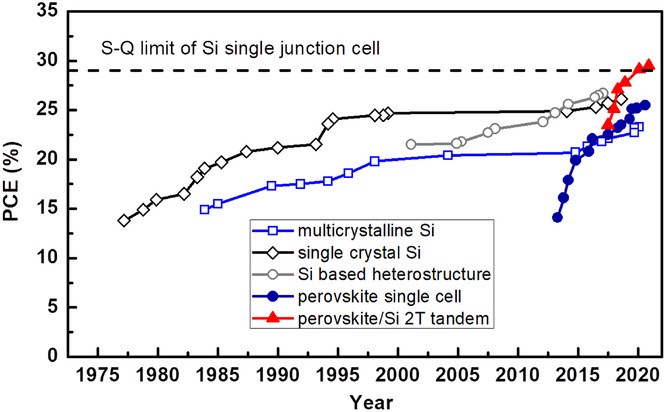 S-Q limit of Si single junction cell
PCE (%)
35
30
25
20
15
10
5
0
multicrystalline Si
single crystal Si
Si based heterostructure
perovskite single cell
perovskite/Si 2T tandem
1975 1980 1985 1990 1995 2000 2005 2010 2015 2020
Year